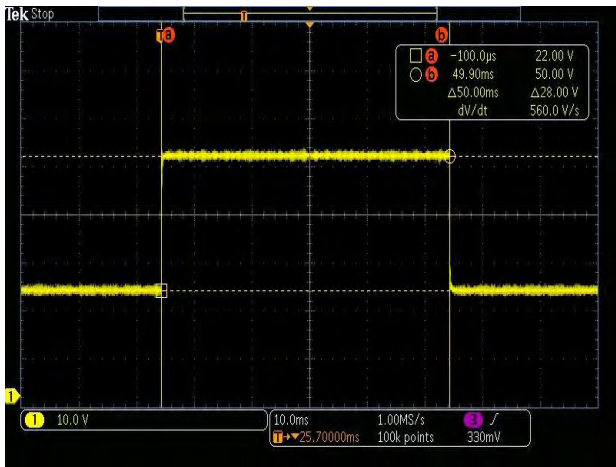 Tek Stop
T
T a b
a −100.0µs 22.00 V
b 49.90ms 50.00 V
Δ50.00ms Δ28.00 V
dV/dt 560.0 V/s
1
1 10.0 V
10.0ms 1.00MS/s 3
T→▼25.70000ms 100k points 330mV